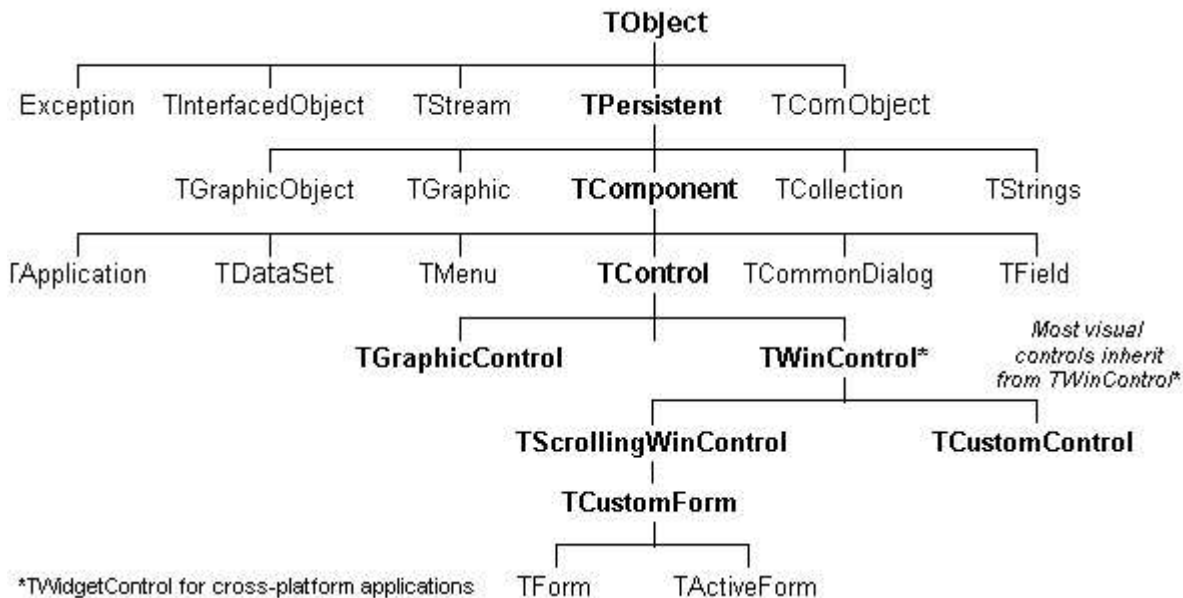 TObject
Exception TInterfacedObject TStream TPersistent TComObject
TGraphicObject TGraphic TComponent TCollection TStrings
TApplication TDataSet TMenu TControl TCommonDialog TField
Most visual
controls inherit
from TWinControl*
TGraphicControl TWinControl*
TScrollingWinControl TCustomControl
TCustomForm
TForm TActiveForm
*TWidgetControl for cross-platform applications